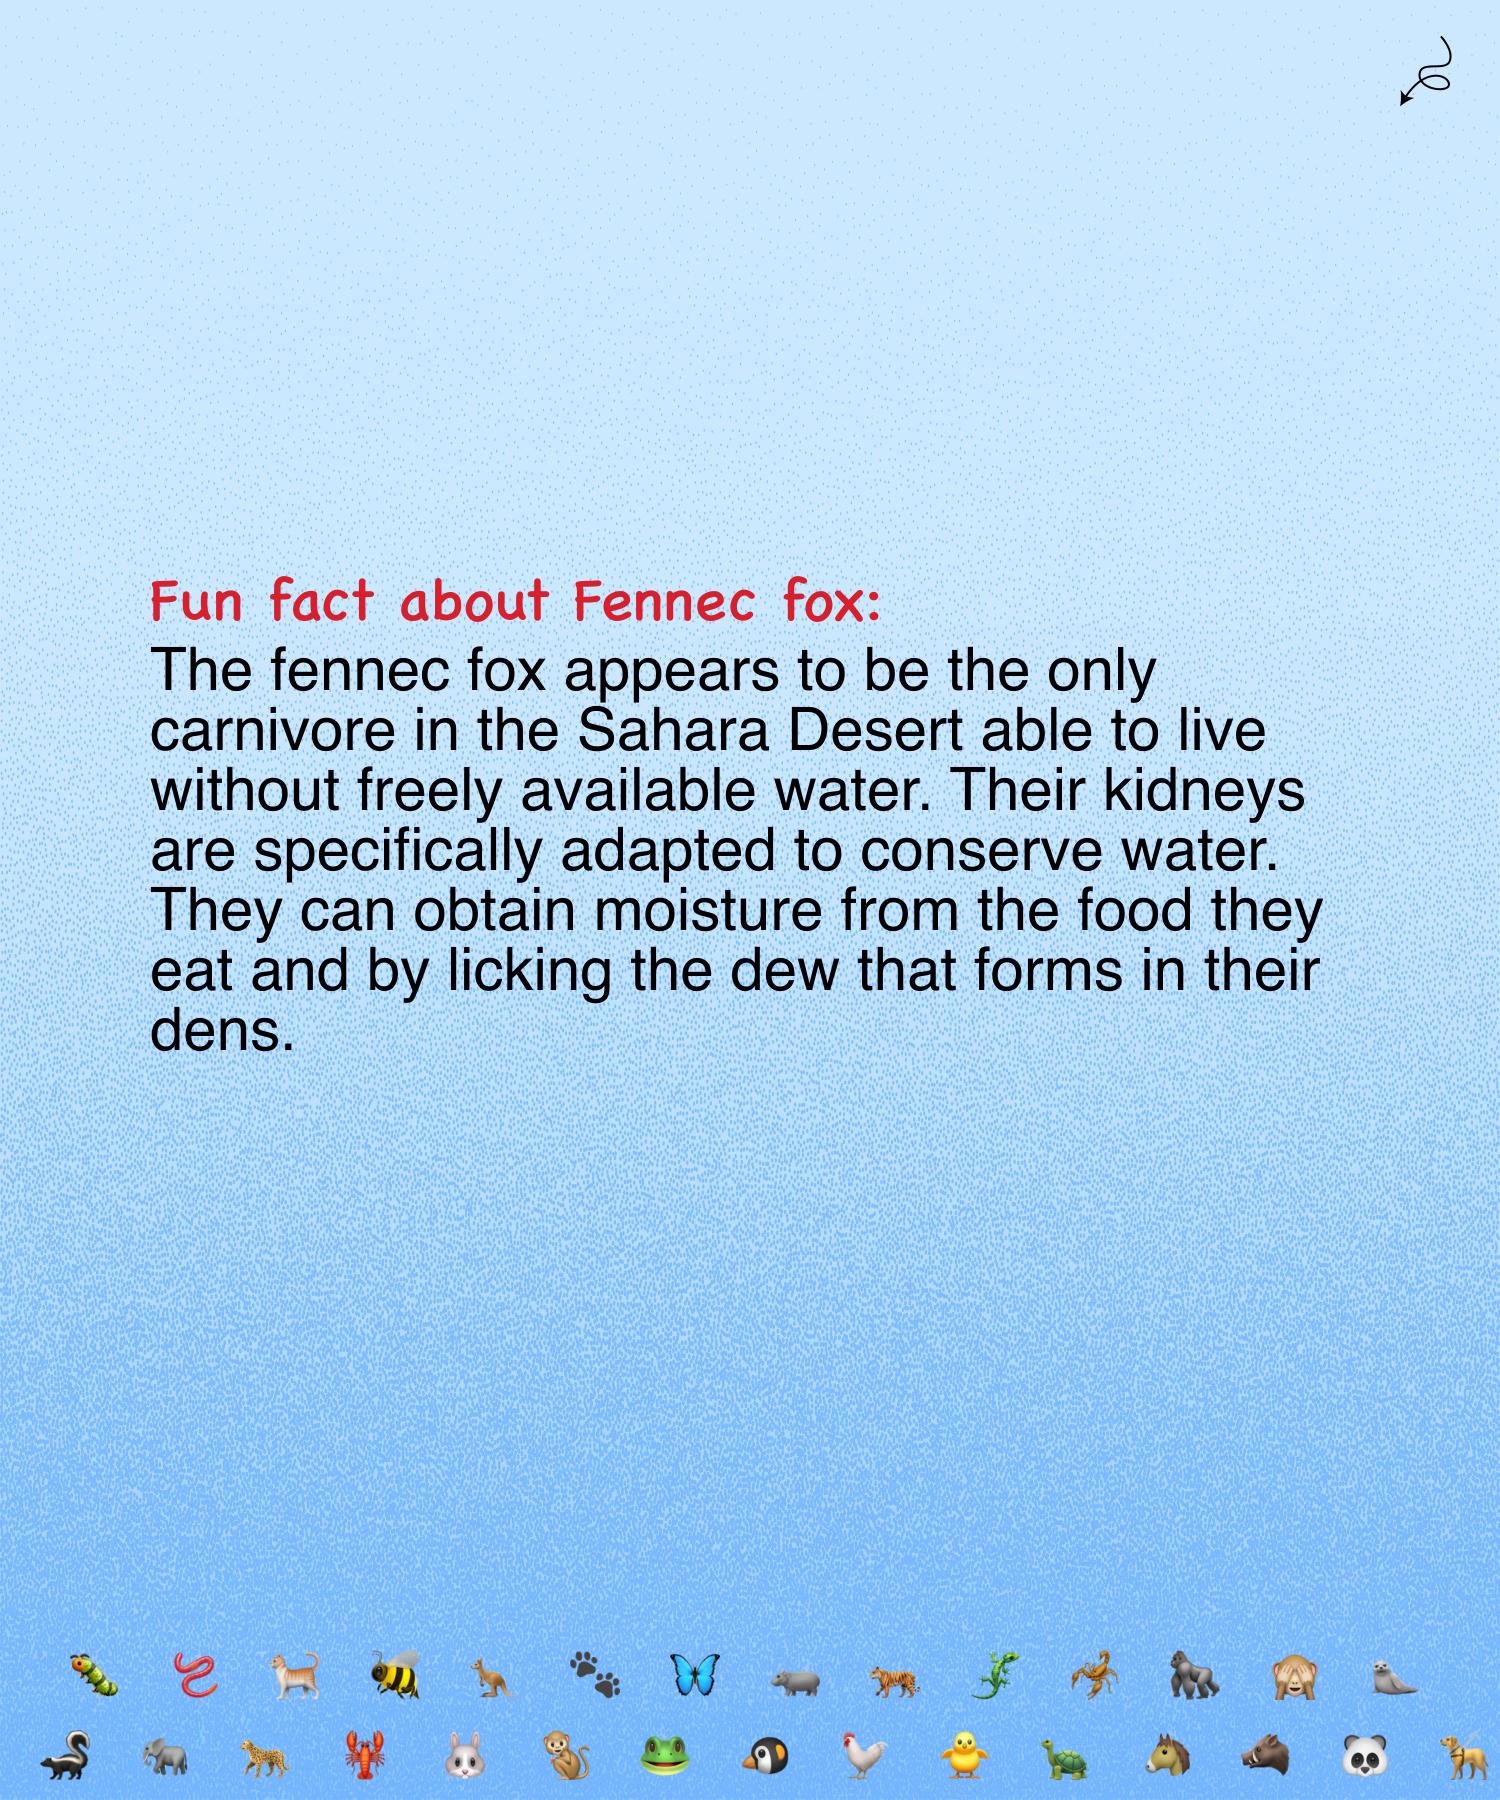 Fun fact about Fennec fox:
The fennec fox appears to be the only
carnivore in the Sahara Desert able to live
without freely available water. Their kidneys
are specifically adapted to conserve water.
They can obtain moisture from the food they
eat and by licking the dew that forms in their
dens.